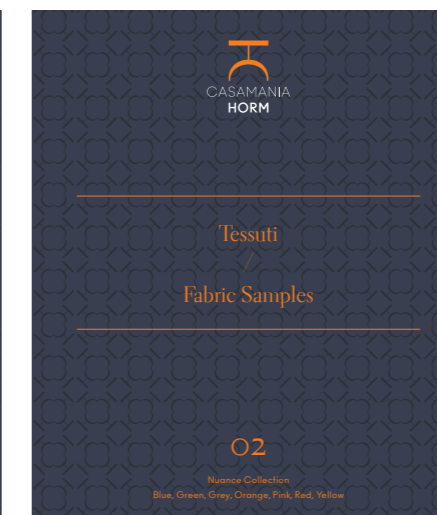 CASAMANIA
HORM
Tessuti
/
Fabric Samples
02
Nuance Collection
Blue, Green, Grey, Orange, Pink, Red, Yellow